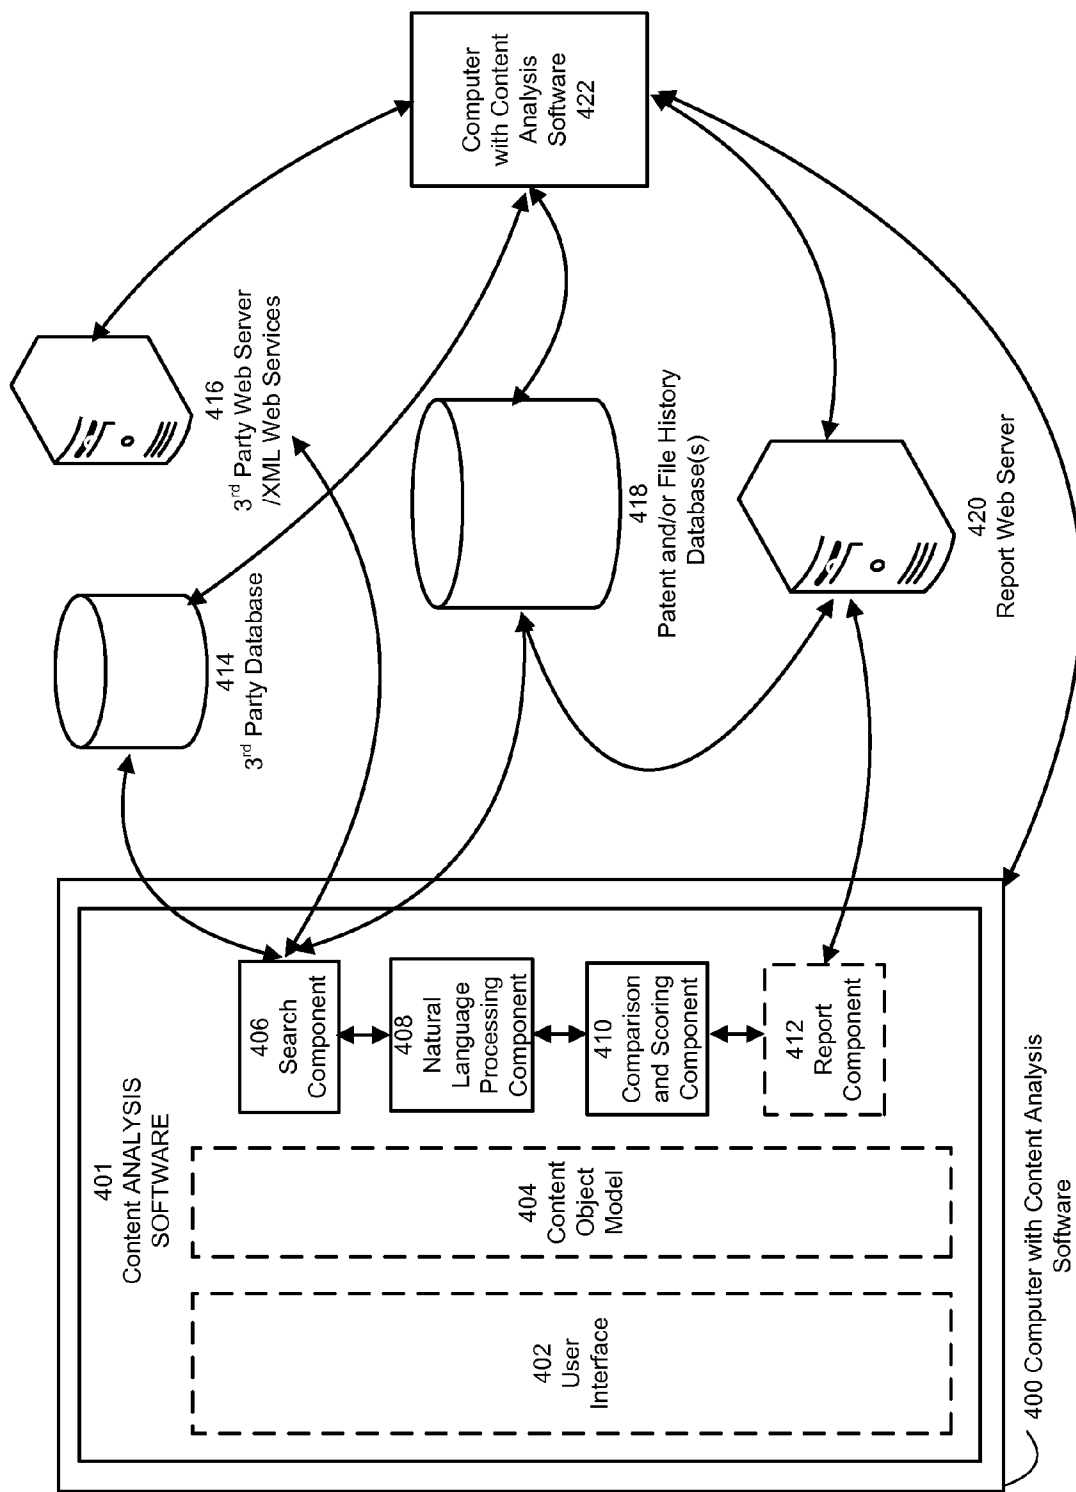 401
Content ANALYSIS
SOFTWARE
402
User
Interface
404
Content
Object
Model
406
Search
Component
408
Natural
Language
Processing
Component
410
Comparison
and Scoring
Component
412
Report
Component
400 Computer with Content Analysis
Software
414
3rd Party Database
416
3rd Party Web Server
/XML Web Services
418
Patent and/or File History
Database(s)
420
Report Web Server
Computer
with Content
Analysis
Software
422